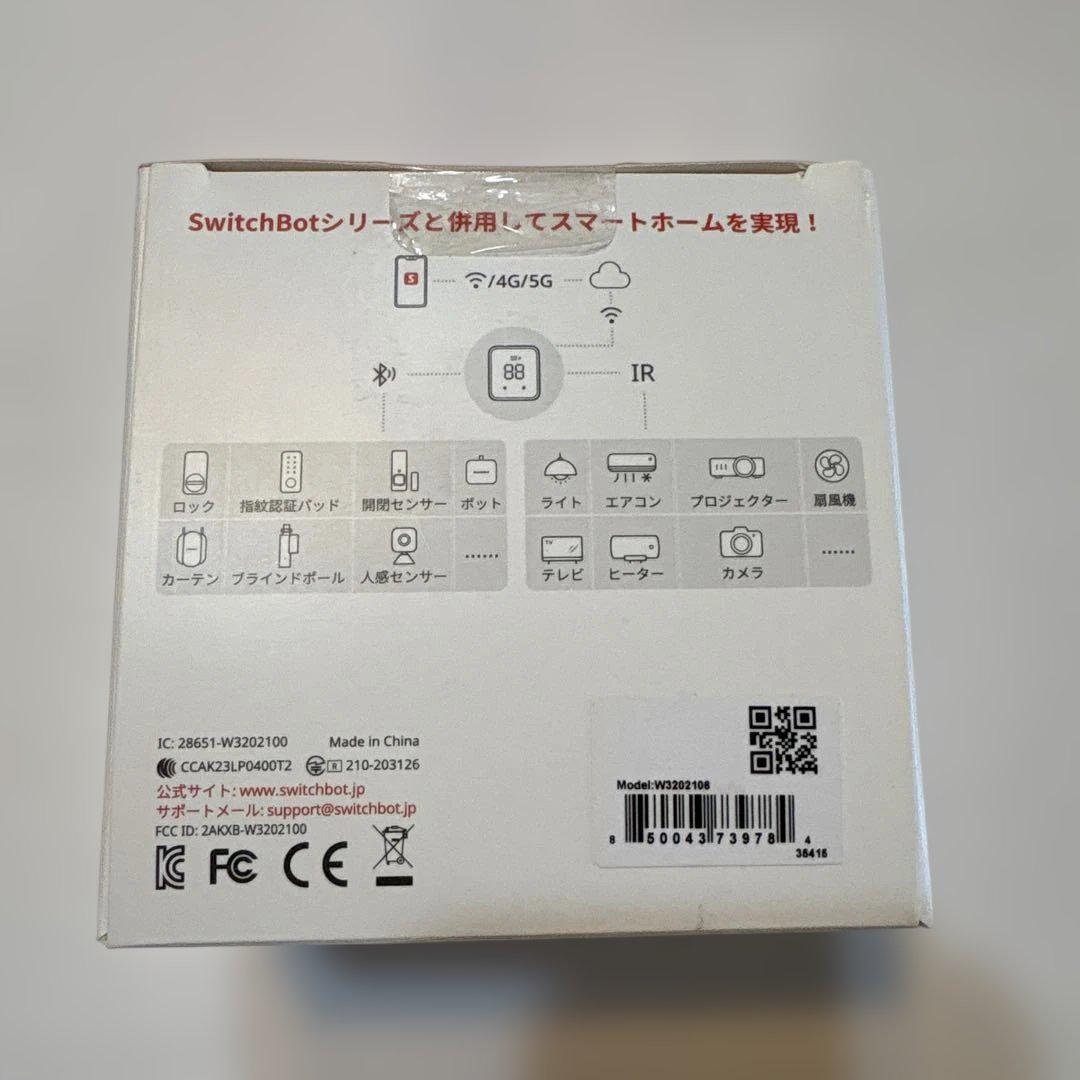 SwitchBotシリーズと併用してスマートホームを実現！
S
/4G/5G
88
IR
ロック 指紋認証パッド 開閉センサー ボット
カーテン ブラインドポール 人感センサー ……
ライト エアコン プロジェクター 扇風機
TV
テレビ ヒーター カメラ ……
IC: 28651-W3202100 Made in China
CCAK23LP0400T2 R 210-203126
公式サイト: www.switchbot.jp
サポートメール: support@switchbot.jp
FCC ID: 2AKXB-W3202100
FC CE
Model:W3202106
8 50043 73978 4
36415